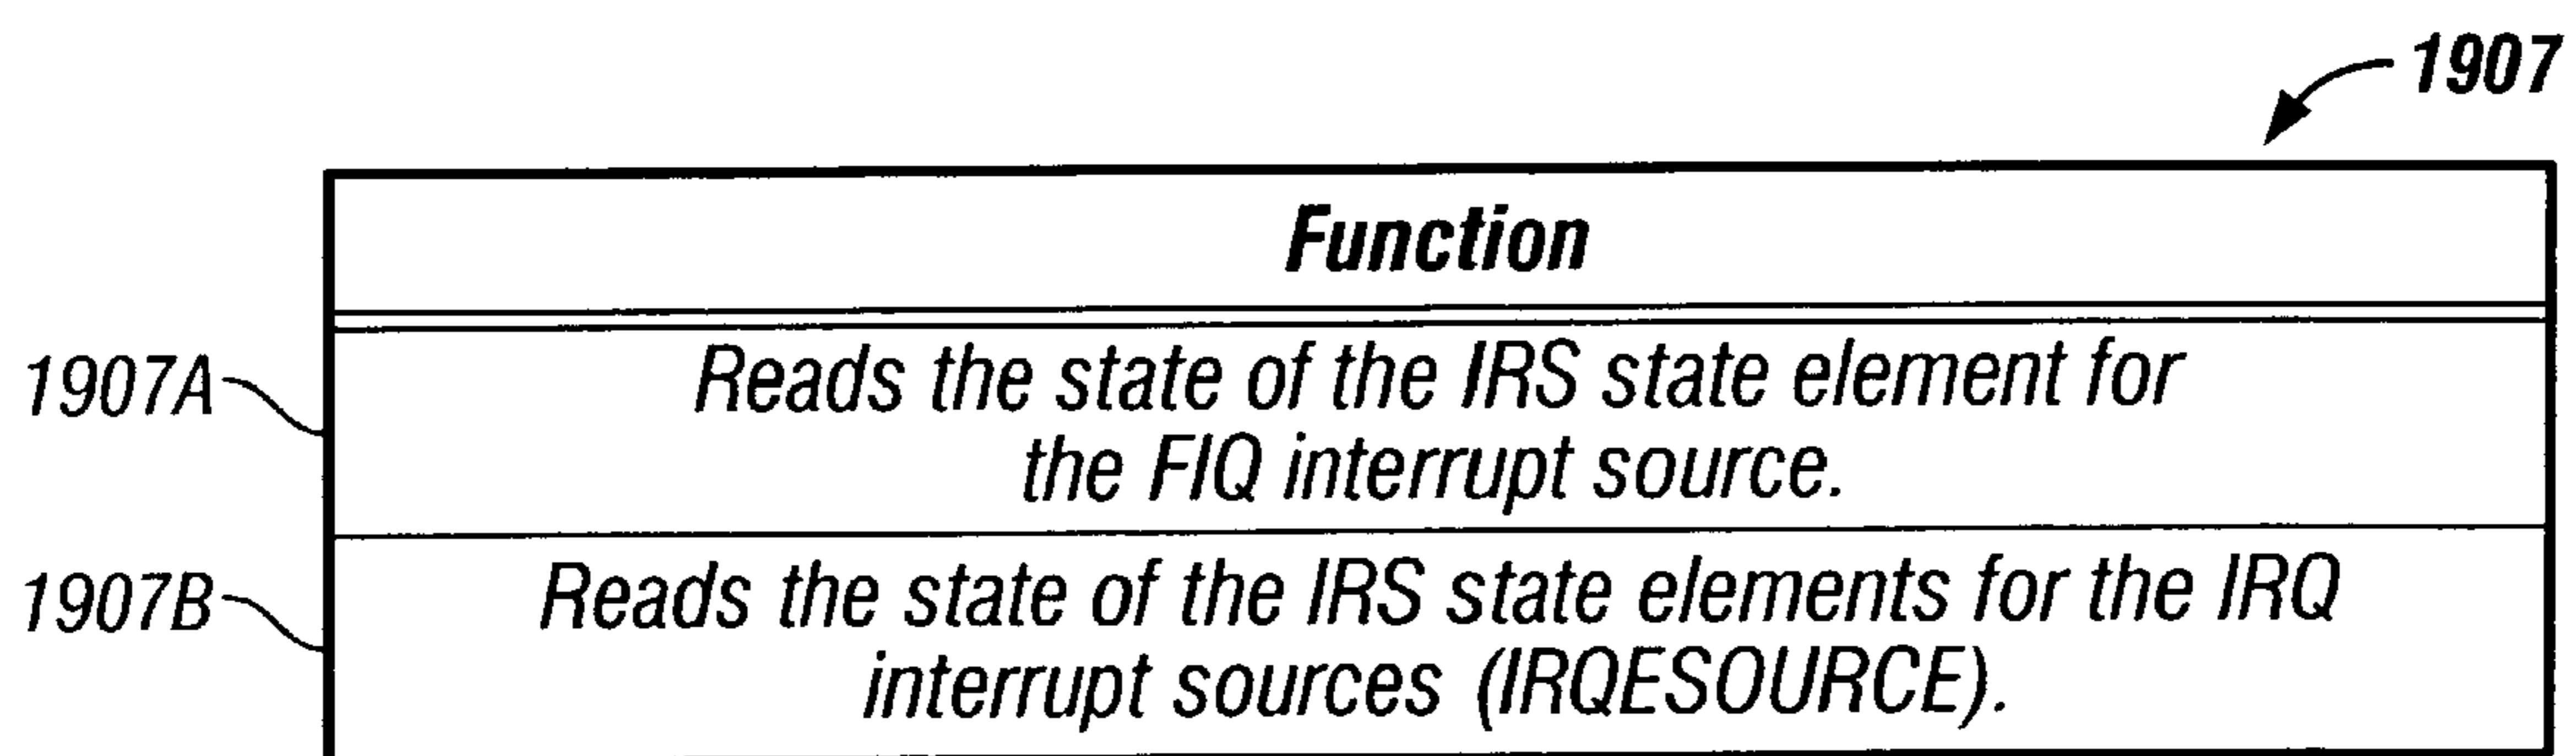 1907
Function
1907A
Reads the state of the IRS state element for
the FIQ interrupt source.
1907B
Reads the state of the IRS state elements for the IRQ
interrupt sources (IRQESOURCE).